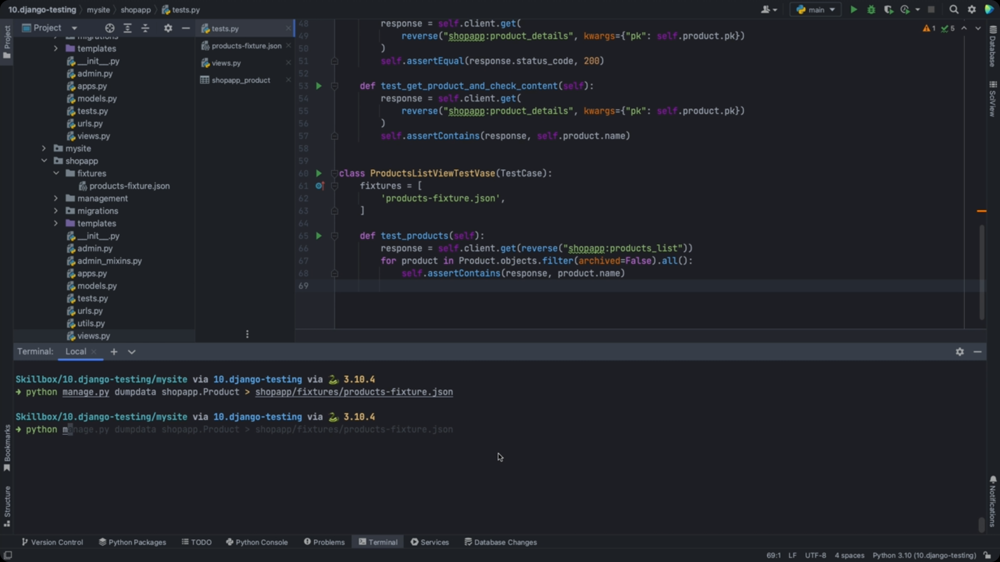 10.django-testing mysite shopapp tests.py
main
Project
Project
migrations
templates
__init__.py
admin.py
apps.py
models.py
tests.py
urls.py
views.py
mysite
shopapp
fixtures
products-fixture.json
management
migrations
templates
__init__.py
admin.py
admin_mixins.py
apps.py
models.py
tests.py
urls.py
utils.py
views.py
tests.py
products-fixture.json
views.py
shopapp_product
1 5
48 response = self.client.get(
49 reverse("shopapp:product_details", kwargs={"pk": self.product.pk})
50 )
51 self.assertEqual(response.status_code, 200)
52
53 def test_get_product_and_check_content(self):
54 response = self.client.get(
55 reverse("shopapp:product_details", kwargs={"pk": self.product.pk})
56 )
57 self.assertContains(response, self.product.name)
58
59
60 class ProductsListViewTestVase(TestCase):
61 fixtures = [
62 'products-fixture.json',
63 ]
64
65 def test_products(self):
66 response = self.client.get(reverse("shopapp:products_list"))
67 for product in Product.objects.filter(archived=False).all():
68 self.assertContains(response, product.name)
69
Database
SciView
Notifications
Bookmarks
Structure
Terminal: Local
Skillbox/10.django-testing/mysite via 10.django-testing via 3.10.4
→ python manage.py dumpdata shopapp.Product > shopapp/fixtures/products-fixture.json
Skillbox/10.django-testing/mysite via 10.django-testing via 3.10.4
→ python manage.py dumpdata shopapp.Product > shopapp/fixtures/products-fixture.json
Version Control Python Packages TODO Python Console Problems Terminal Services Database Changes
69:1 LF UTF-8 4 spaces Python 3.10 (10.django-testing)